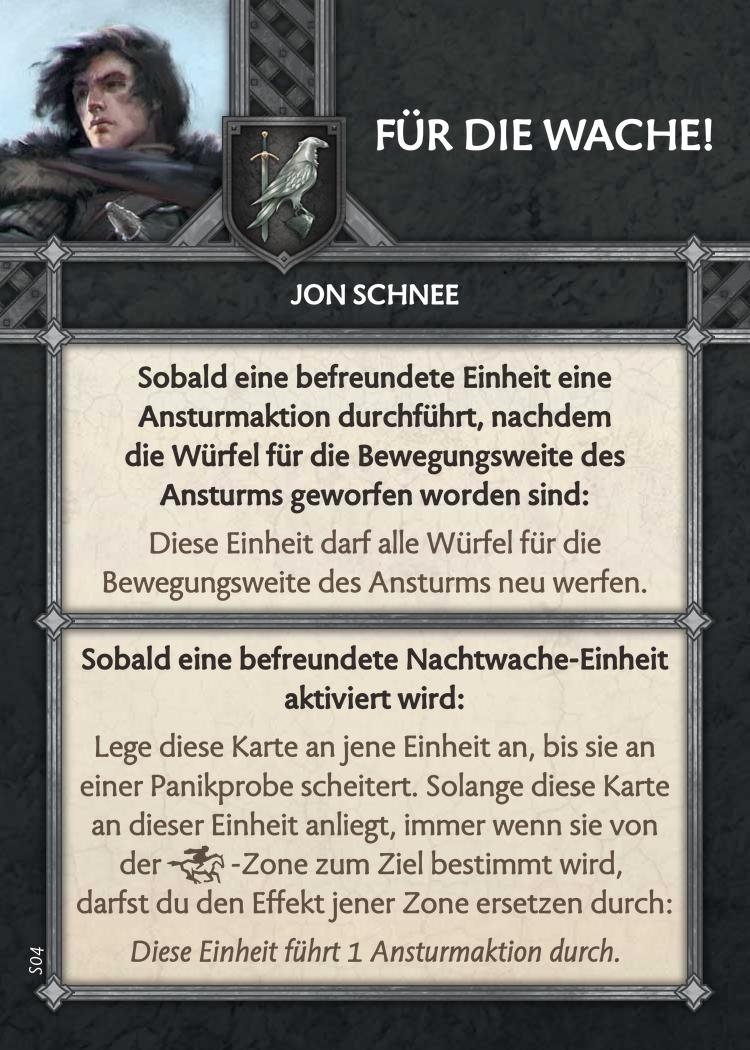 FÜR DIE WACHE!
JON SCHNEE
Sobald eine befreundete Einheit eine
Ansturmaktion durchführt, nachdem
die Würfel für die Bewegungsweite des
Ansturms geworfen worden sind:
Diese Einheit darf alle Würfel für die
Bewegungsweite des Ansturms neu werfen.
Sobald eine befreundete Nachtwache-Einheit
aktiviert wird:
Lege diese Karte an jene Einheit an, bis sie an
einer Panikprobe scheitert. Solange diese Karte
an dieser Einheit anliegt, immer wenn sie von
der -Zone zum Ziel bestimmt wird,
darfst du den Effekt jener Zone ersetzen durch:
Diese Einheit führt 1 Ansturmaktion durch.
S04